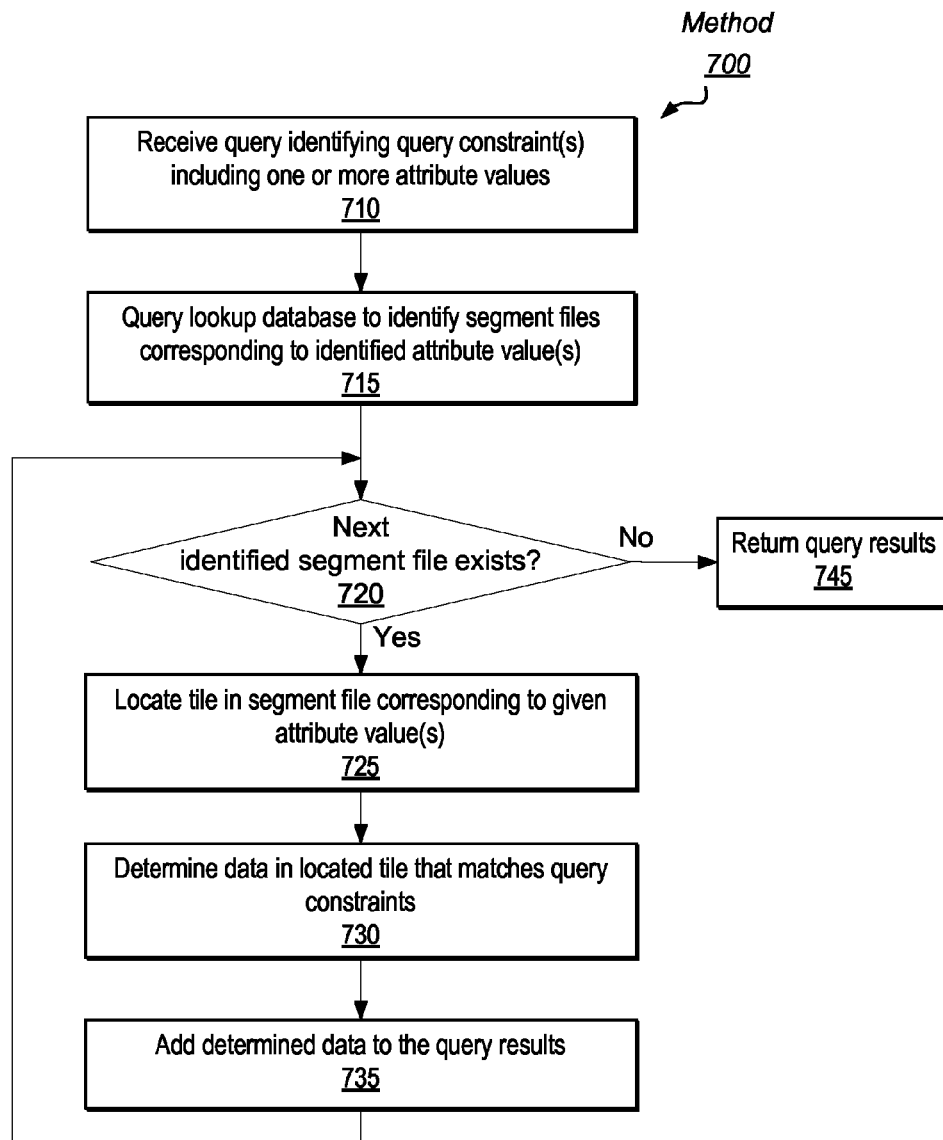 Method
700
Receive query identifying query constraint(s)
including one or more attribute values
710
Query lookup database to identify segment files
corresponding to identified attribute value(s)
715
Next
identified segment file exists?
720
No
Return query results
745
Yes
Locate tile in segment file corresponding to given
attribute value(s)
725
Determine data in located tile that matches query
constraints
730
Add determined data to the query results
735